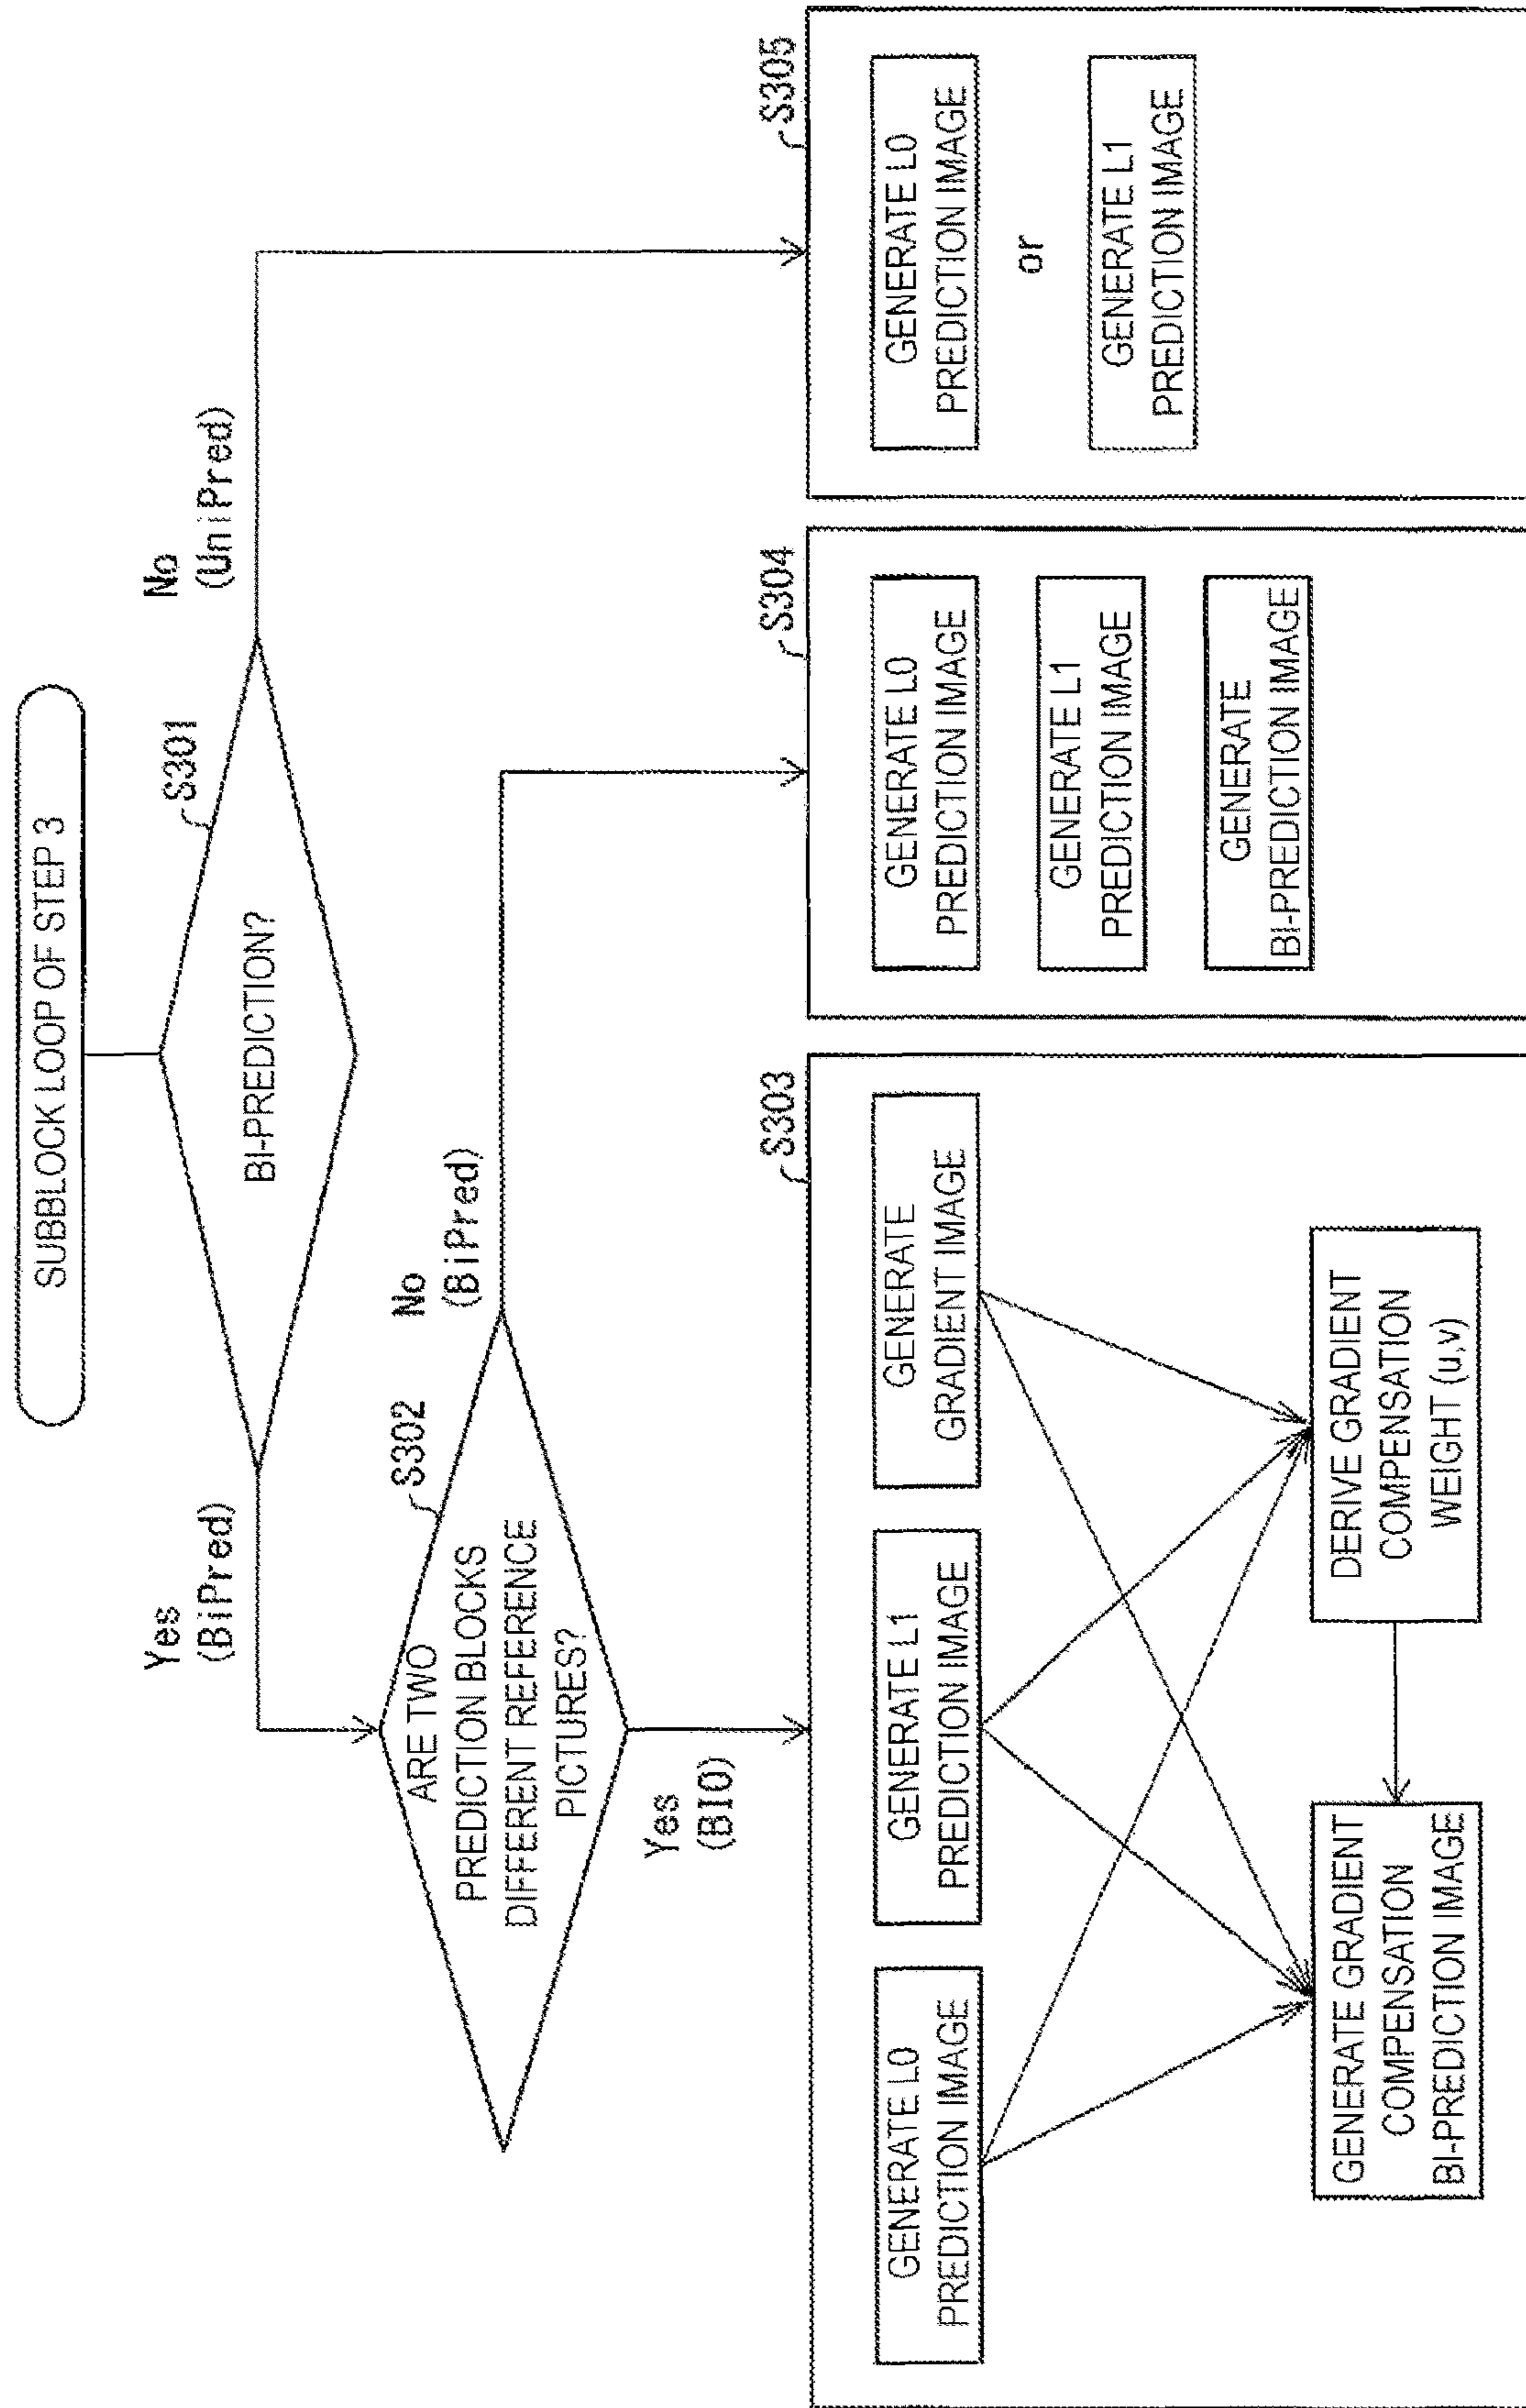 SUBBLOCK LOOP OF STEP 3
S301
BI-PREDICTION?
Yes
(BiPred)
No
(UniPred)
S302
ARE TWO
PREDICTION BLOCKS
DIFFERENT REFERENCE
PICTURES?
No
(BiPred)
Yes
(BIO)
S303
GENERATE L0
PREDICTION IMAGE
GENERATE L1
PREDICTION IMAGE
GENERATE
GRADIENT IMAGE
GENERATE GRADIENT
COMPENSATION
BI-PREDICTION IMAGE
DERIVE GRADIENT
COMPENSATION
WEIGHT (u,v)
S304
GENERATE L0
PREDICTION IMAGE
GENERATE L1
PREDICTION IMAGE
GENERATE
BI-PREDICTION IMAGE
S305
GENERATE L0
PREDICTION IMAGE
or
GENERATE L1
PREDICTION IMAGE